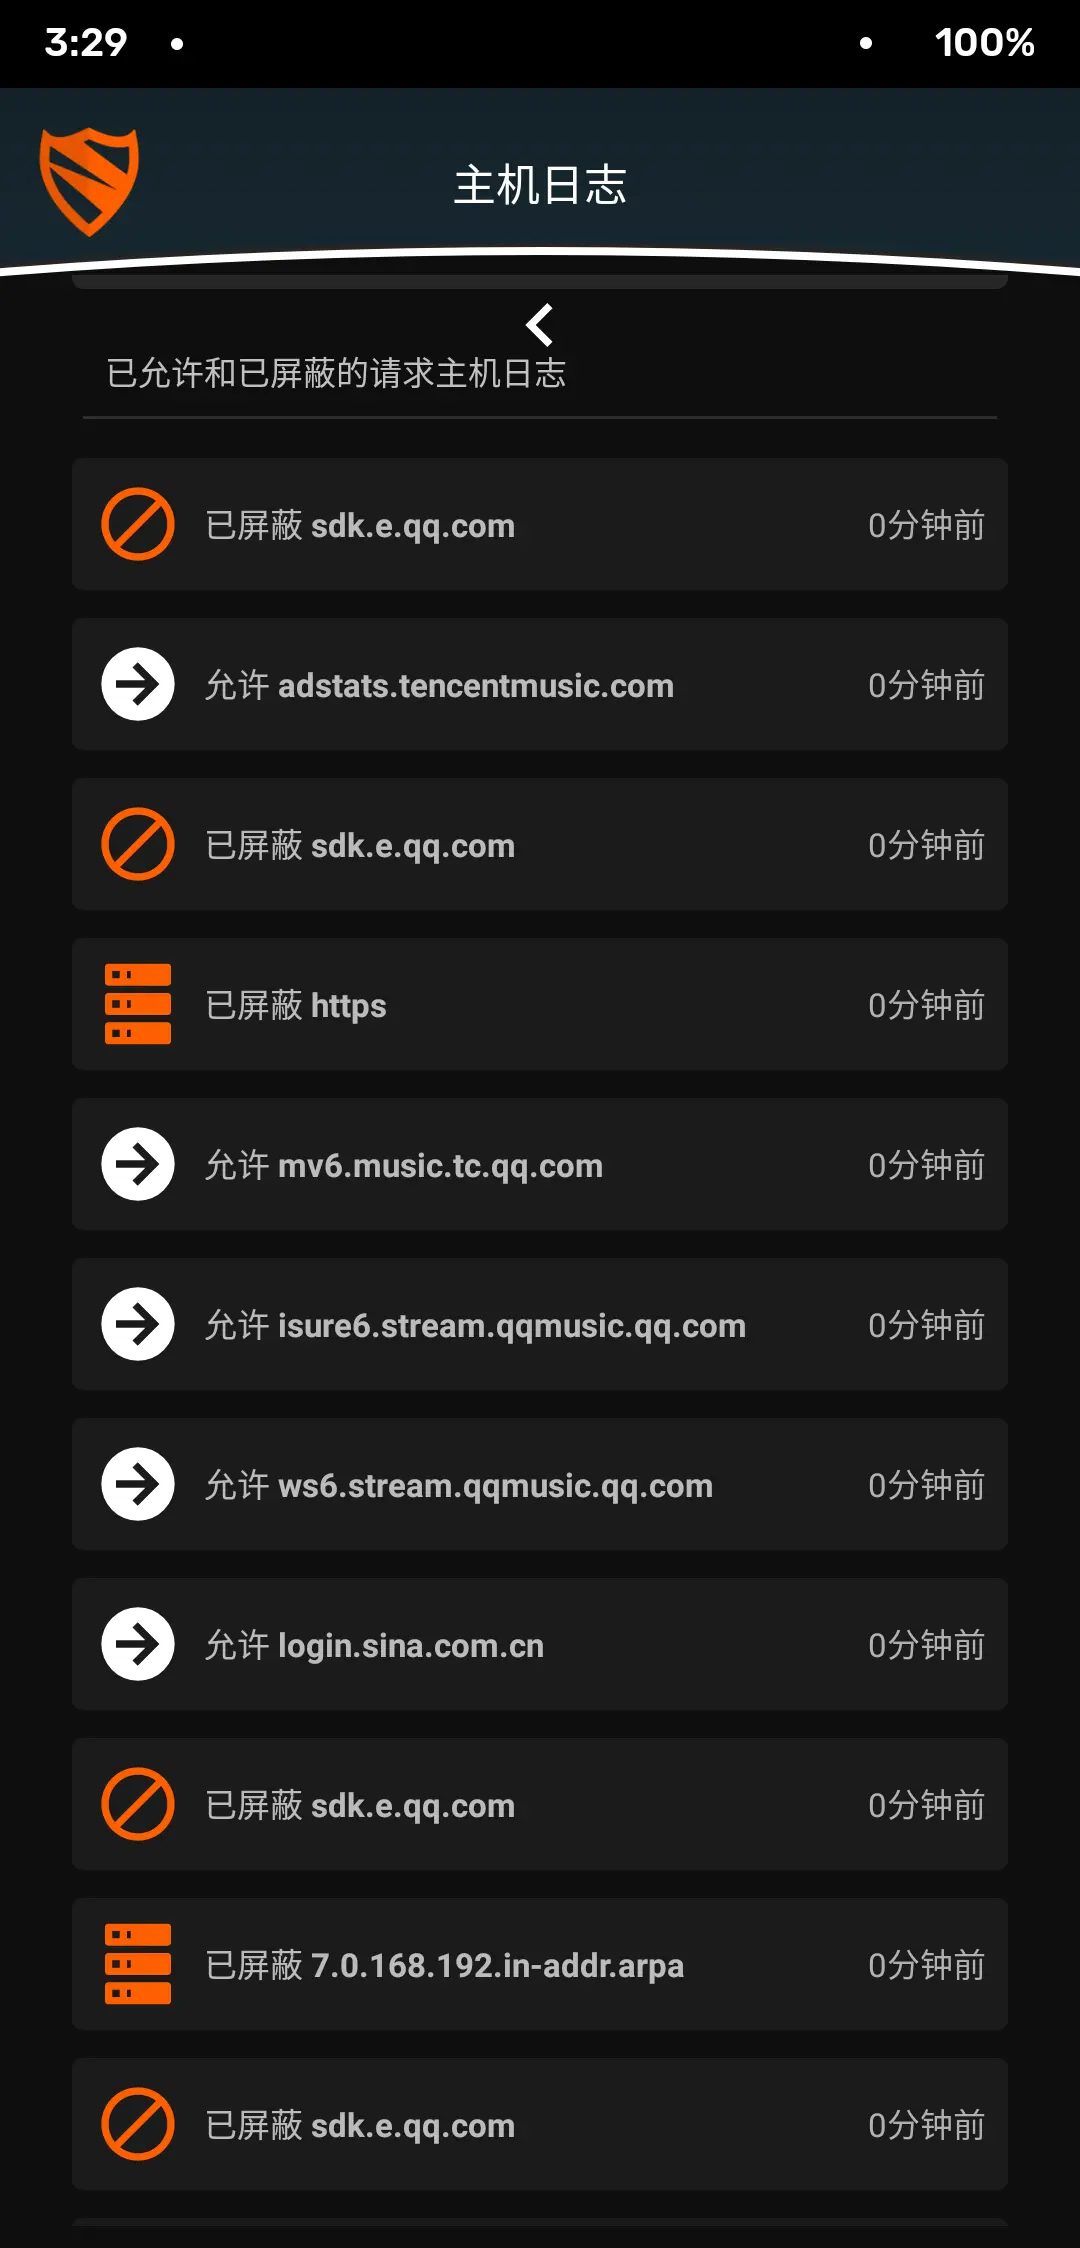 3:29 100%
主机日志
已允许和已屏蔽的请求主机日志
已屏蔽 sdk.e.qq.com 0分钟前
允许 adstats.tencentmusic.com 0分钟前
已屏蔽 sdk.e.qq.com 0分钟前
已屏蔽 https 0分钟前
允许 mv6.music.tc.qq.com 0分钟前
允许 isure6.stream.qqmusic.qq.com 0分钟前
允许 ws6.stream.qqmusic.qq.com 0分钟前
允许 login.sina.com.cn 0分钟前
已屏蔽 sdk.e.qq.com 0分钟前
已屏蔽 7.0.168.192.in-addr.arpa 0分钟前
已屏蔽 sdk.e.qq.com 0分钟前